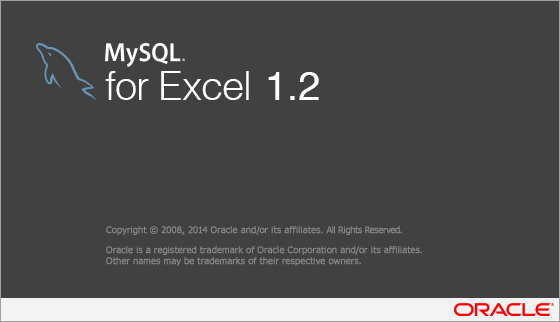 MySQL®
for Excel 1.2
Copyright © 2008, 2014 Oracle and/or its affiliates. All Rights Reserved.
Oracle is a registered trademark of Oracle Corporation and/or its affiliates.
Other names may be trademarks of their respective owners.
ORACLE®